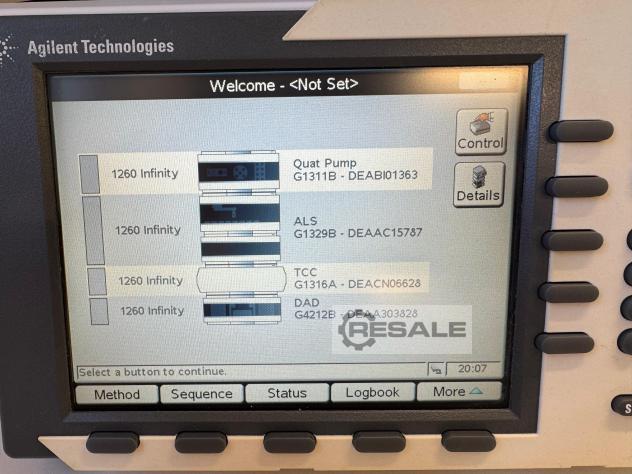 Agilent Technologies
Welcome - <Not Set>
Control
Details
1260 Infinity
Quat Pump
G1311B - DEABI01363
1260 Infinity
ALS
G1329B - DEAAC15787
1260 Infinity
TCC
G1316A - DEACN06628
1260 Infinity
DAD
G4212B - DEAA303828
RESALE
Select a button to continue.
20:07
Method
Sequence
Status
Logbook
More
S